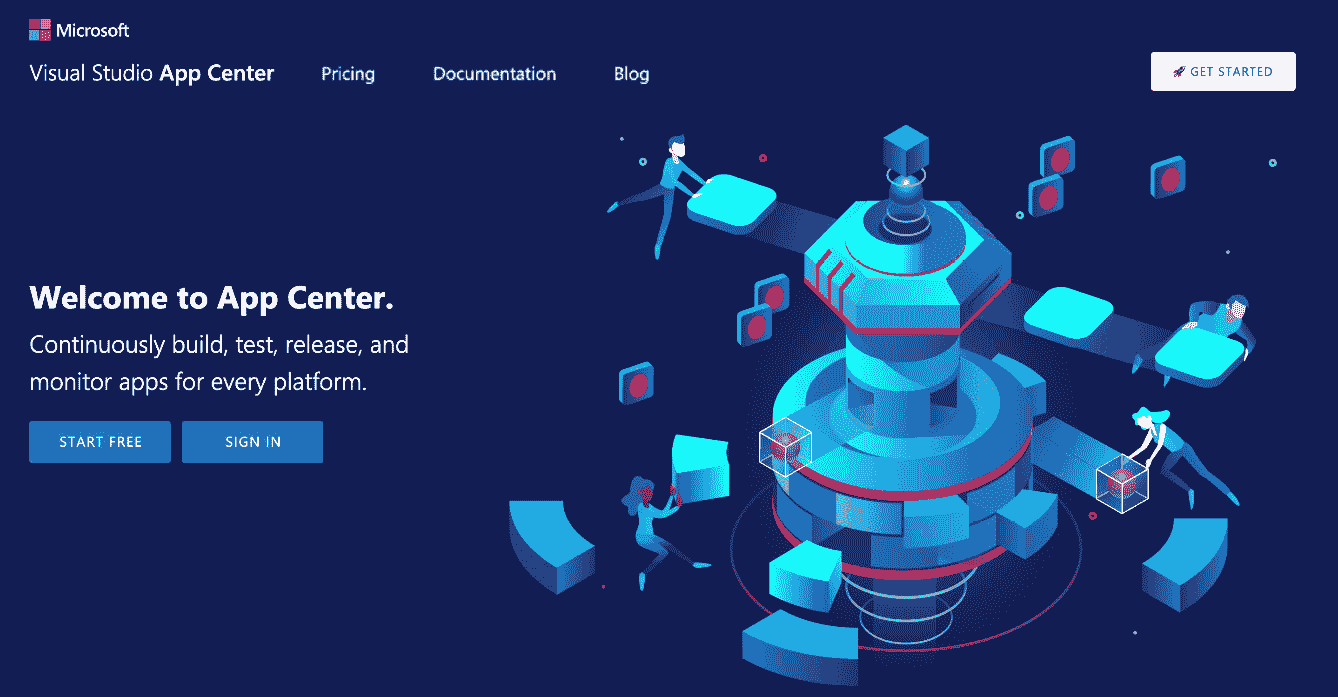 Microsoft
Visual Studio App Center Pricing Documentation Blog
GET STARTED
Welcome to App Center.
Continuously build, test, release, and
monitor apps for every platform.
START FREE SIGN IN